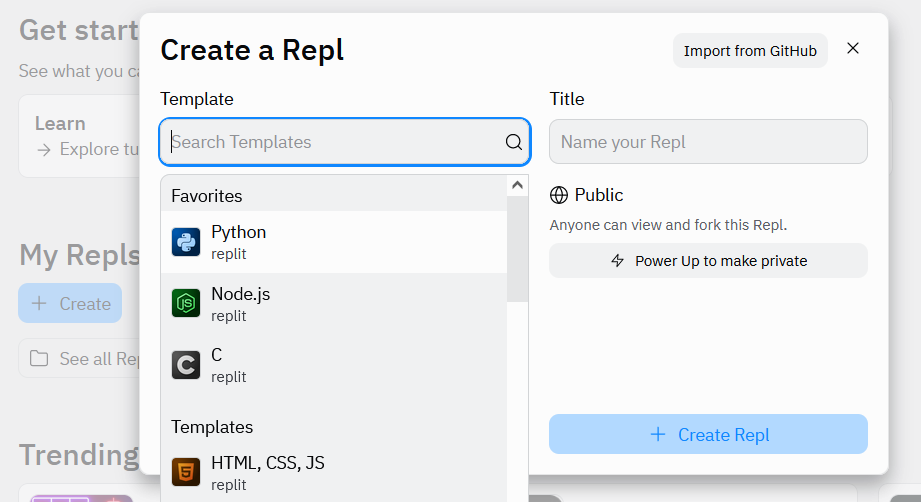 Get start
See what you ca
Learn
Explore tu
My Repls
Create
See all Rep
Trending
Create a Repl
Import from GitHub
Template
Search Templates
Favorites
Python
replit
Node.js
replit
C
replit
Templates
HTML, CSS, JS
replit
Title
Name your Repl
Public
Anyone can view and fork this Repl.
Power Up to make private
Create Repl